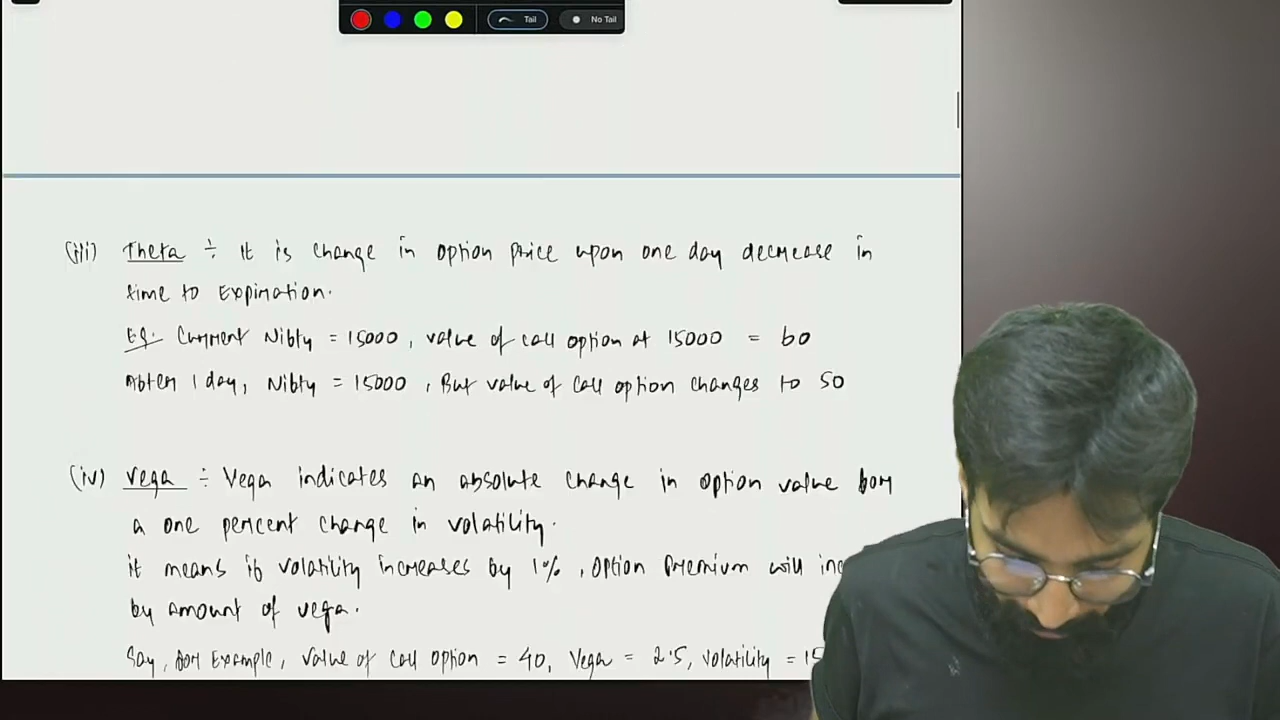 Tail No Tail
(iii) Theta ÷ It is change in option price upon one day decrease in
time to Expiration.
Eg. Current Nifty = 15000, value of call option at 15000 = 60
After 1 day, Nifty = 15000, But value of call option changes to 50
(iv) Vega ÷ Vega indicates an absolute change in option value for
a one percent change in volatility.
it means if volatility increases by 1%, option premium will
by amount of vega.
Say, for Example, value of call option = 40, Vega = 2.5, volatility = 15